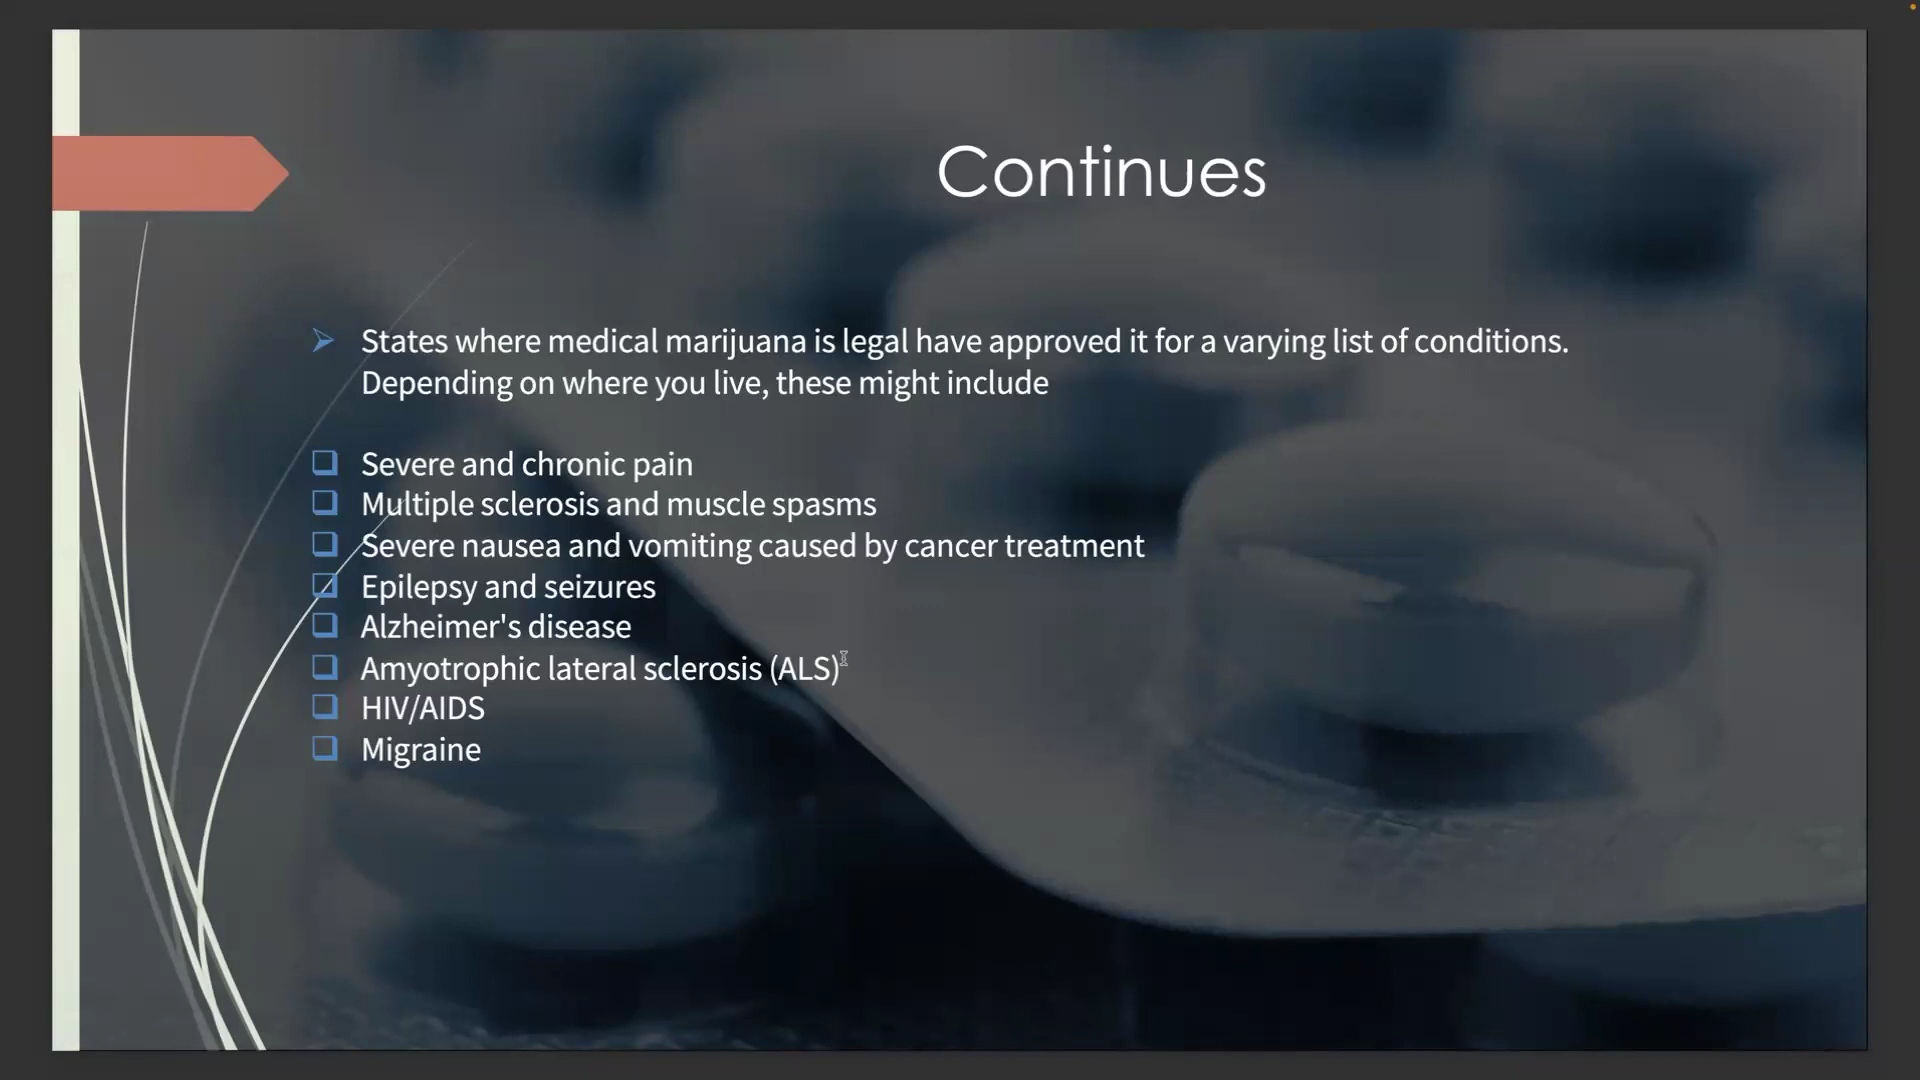 Continues
States where medical marijuana is legal have approved it for a varying list of conditions.
Depending on where you live, these might include
Severe and chronic pain
Multiple sclerosis and muscle spasms
Severe nausea and vomiting caused by cancer treatment
Epilepsy and seizures
Alzheimer's disease
Amyotrophic lateral sclerosis (ALS)
HIV/AIDS
Migraine